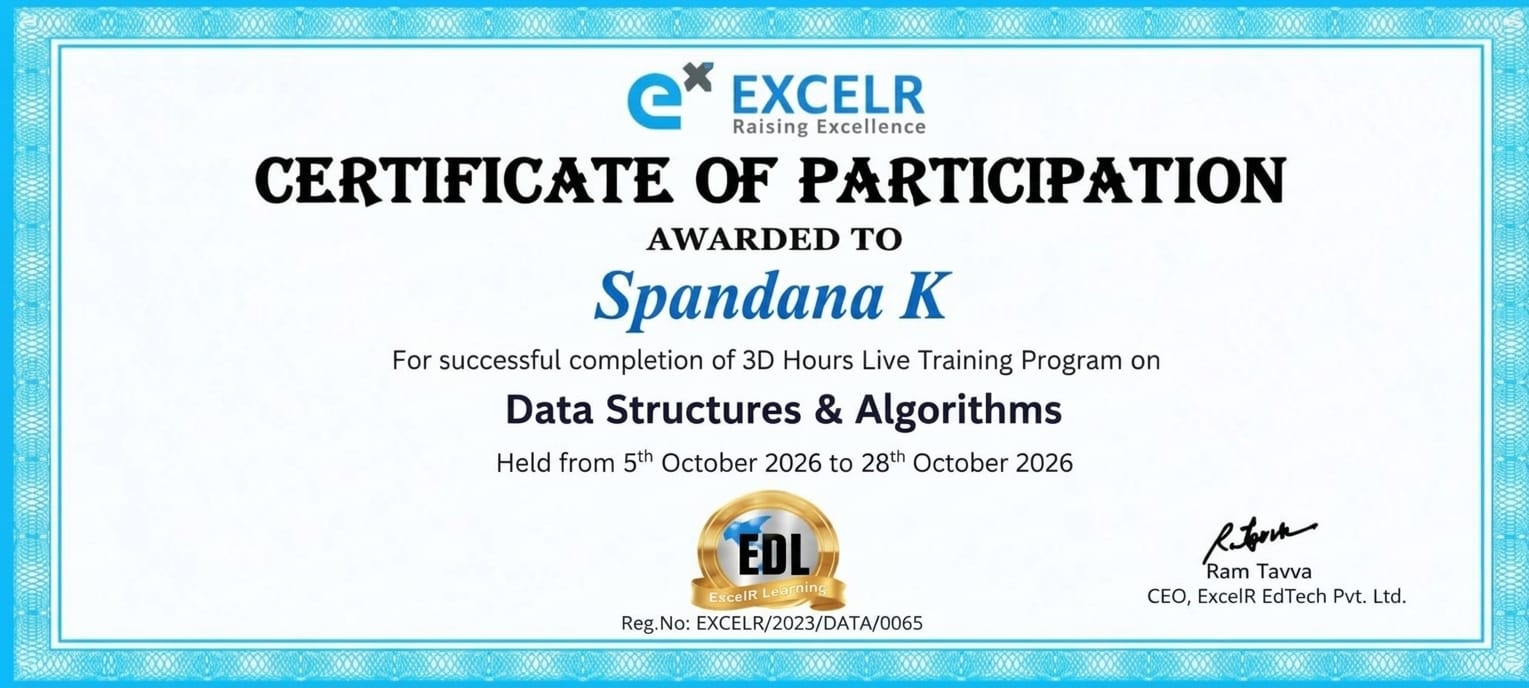 ex EXCELR
Raising Excellence
CERTIFICATE OF PARTICIPATION
AWARDED TO
Spandana K
For successful completion of 3D Hours Live Training Program on
Data Structures & Algorithms
Held from 5th October 2026 to 28th October 2026
EDL
ExcelR Learning
Reg.No: EXCELR/2023/DATA/0065
Ram Tavva
CEO, ExcelR EdTech Pvt. Ltd.